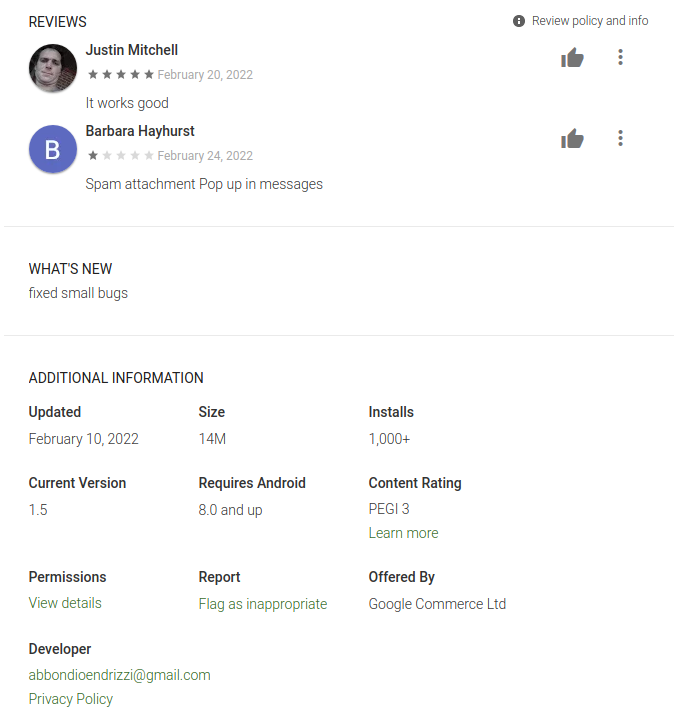 REVIEWS
Review policy and info
Justin Mitchell
February 20, 2022
It works good
B
Barbara Hayhurst
February 24, 2022
Spam attachment Pop up in messages
WHAT'S NEW
fixed small bugs
ADDITIONAL INFORMATION
Updated Size Installs
February 10, 2022 14M 1,000+
Current Version Requires Android Content Rating
1.5 8.0 and up PEGI 3
Learn more
Permissions Report Offered By
View details Flag as inappropriate Google Commerce Ltd
Developer
abbondioendrizzi@gmail.com
Privacy Policy